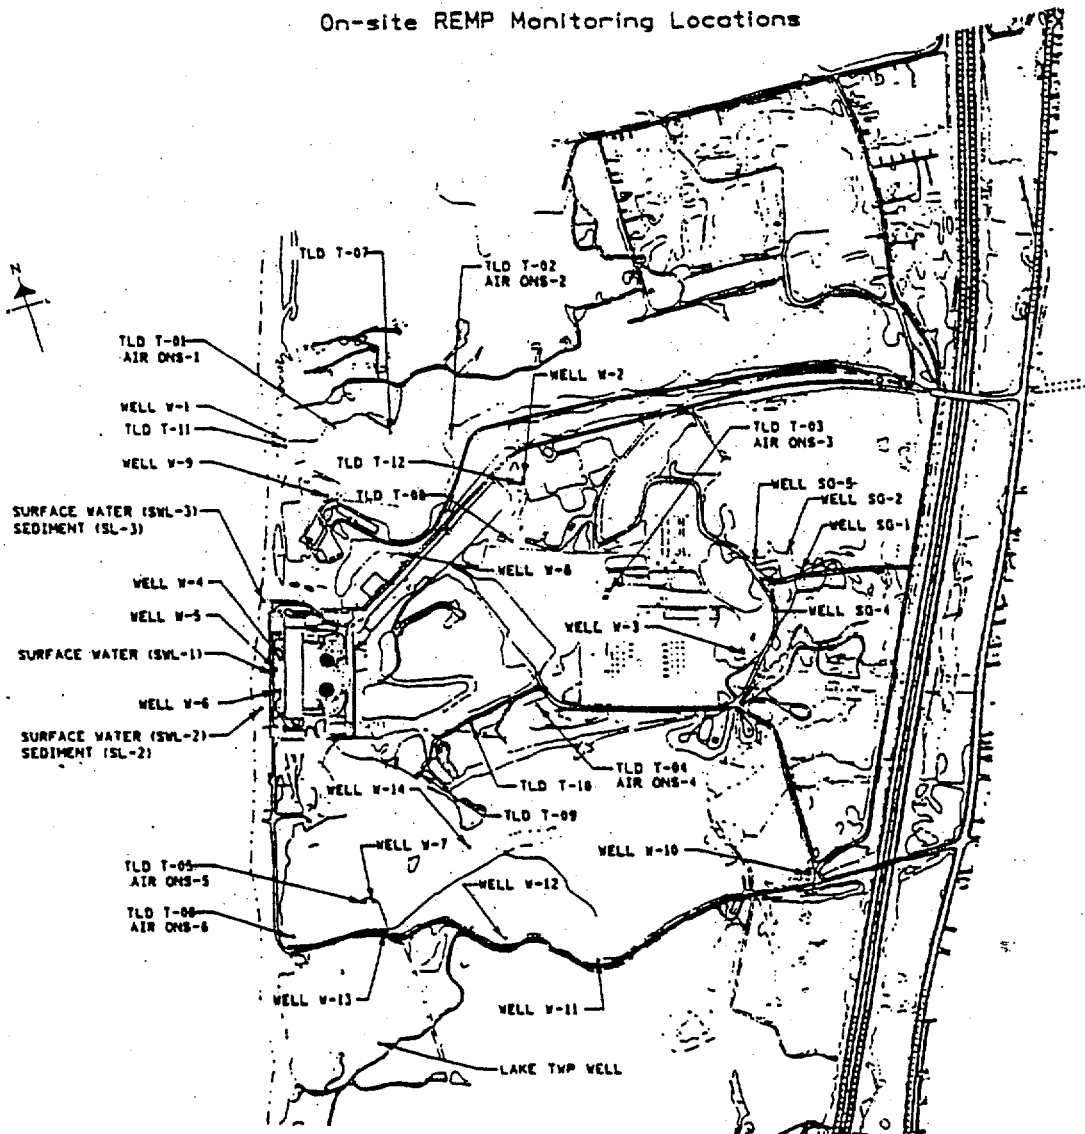 On-site REMP Monitoring Locations
N
TLD T-07
TLD T-02
AIR ONS-2
TLD T-01
AIR ONS-1
WELL W-2
WELL W-1
TLD T-11
TLD T-03
AIR ONS-3
WELL W-9
TLD T-12
TLD T-08
WELL SG-5
WELL SG-2
WELL SG-1
SURFACE WATER (SWL-3)
SEDIMENT (SL-3)
WELL W-8
WELL W-4
WELL W-5
WELL SG-4
WELL W-3
SURFACE WATER (SWL-1)
WELL W-6
SURFACE WATER (SWL-2)
SEDIMENT (SL-2)
TLD T-04
AIR ONS-4
TLD T-10
WELL W-14
TLD T-09
WELL W-7
WELL W-10
TLD T-05
AIR ONS-5
WELL W-12
AIR ONS-6
WELL W-13
WELL W-11
LAKE TWP WELL